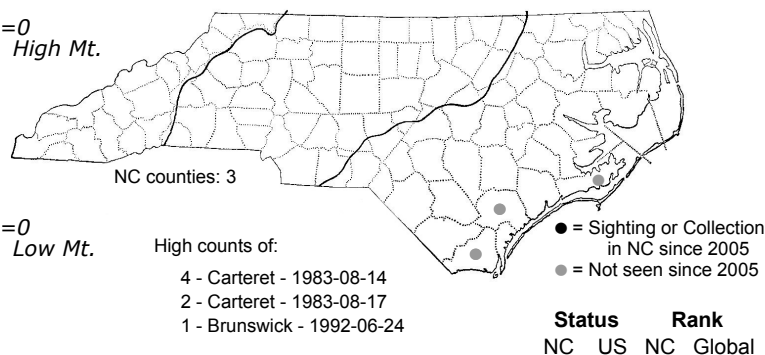 =0
High Mt.
NC counties: 3
=0
Low Mt.
High counts of:
4 - Carteret - 1983-08-14
2 - Carteret - 1983-08-17
1 - Brunswick - 1992-06-24
● = Sighting or Collection
in NC since 2005
● = Not seen since 2005
Status Rank
NC US NC Global